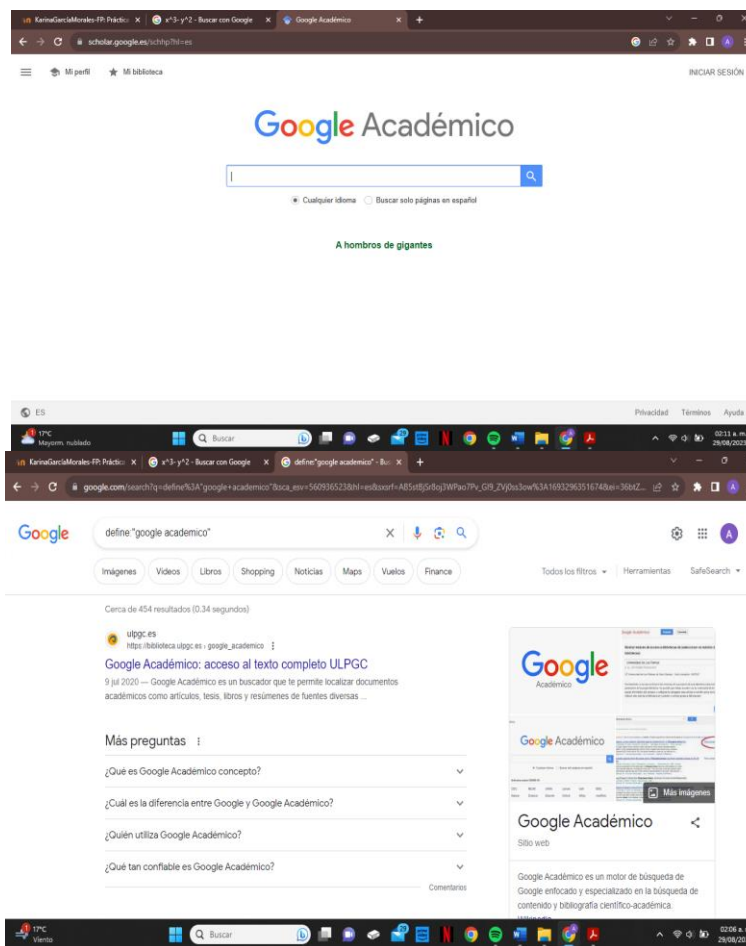 KarinaGarcíaMorales-FP: Práctic
x^3- y^2 - Buscar con Google
Google Académico
scholar.google.es/schhp?hl=es
Mi perfil
Mi biblioteca
INICIAR SESIÓN
Google Académico
Cualquier idioma
Buscar solo páginas en español
A hombros de gigantes
ES
Privacidad Términos Ayuda
17°C
Mayorm. nublado
Buscar
02:11 a. m.
29/08/2023
KarinaGarcíaMorales-FP: Práctic
x^3- y^2 - Buscar con Google
define:"google academico" - Bus
Google
define:"google academico"
Imágenes
Videos
Libros
Shopping
Noticias
Maps
Vuelos
Finance
Todos los filtros
Herramientas
SafeSearch
Cerca de 454 resultados (0.34 segundos)
ulpgc.es
https://biblioteca.ulpgc.es › google_academico
Google Académico: acceso al texto completo ULPGC
9 jul 2020 — Google Académico es un buscador que te permite localizar documentos
académicos como artículos, tesis, libros y resúmenes de fuentes diversas ...
Más preguntas
¿Qué es Google Académico concepto?
¿Cuál es la diferencia entre Google y Google Académico?
¿Quién utiliza Google Académico?
¿Qué tan confiable es Google Académico?
Comentarios
Google
Académico
Google Académico
Más imágenes
Google Académico
Sitio web
Google Académico es un motor de búsqueda de
Google enfocado y especializado en la búsqueda de
contenido y bibliografía científico-académica.
Wikipedia
17°C
Viento
Buscar
02:06 a.